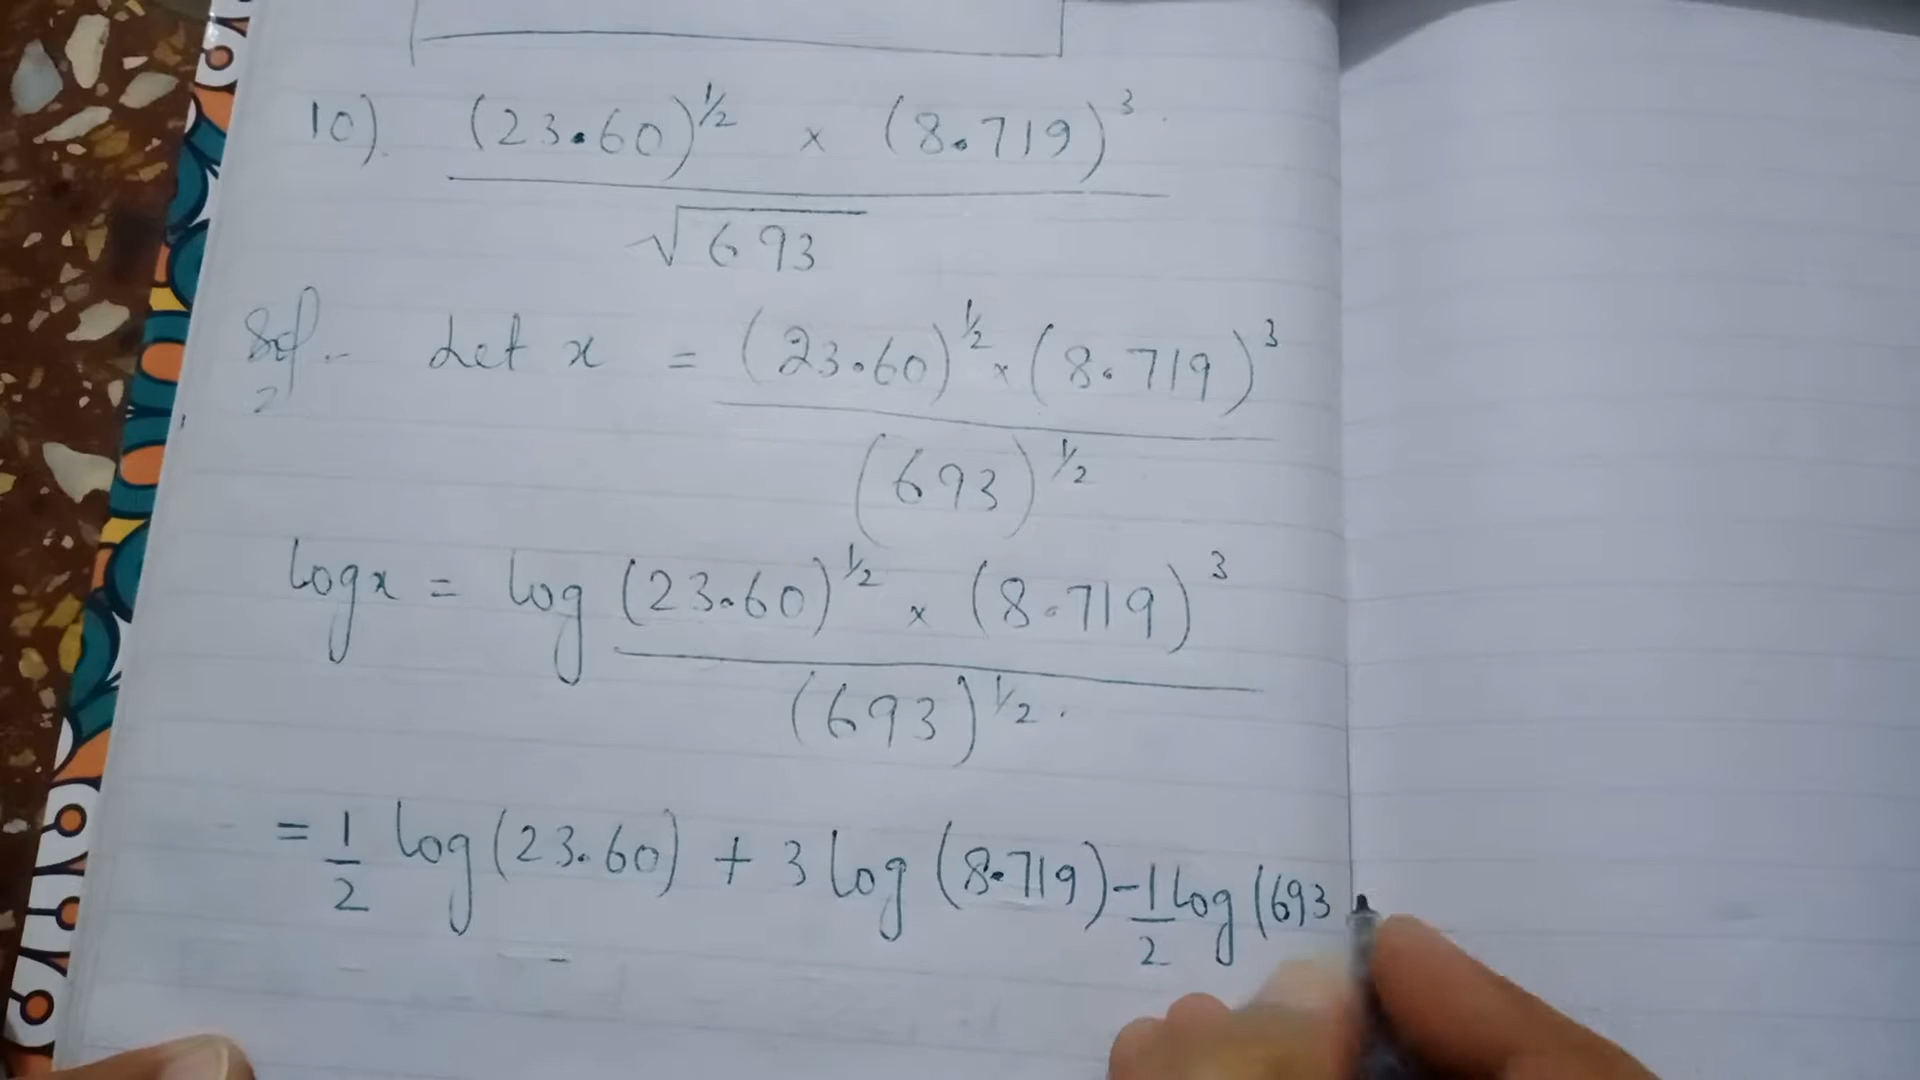 10). (23.60)^1/2 × (8.719)^3
√693
Sol. Let x = (23.60)^1/2 × (8.719)^3
(693)^1/2
log x = log (23.60)^1/2 × (8.719)^3
(693)^1/2.
= 1/2 log(23.60) + 3 log (8.719) - 1/2 log (693